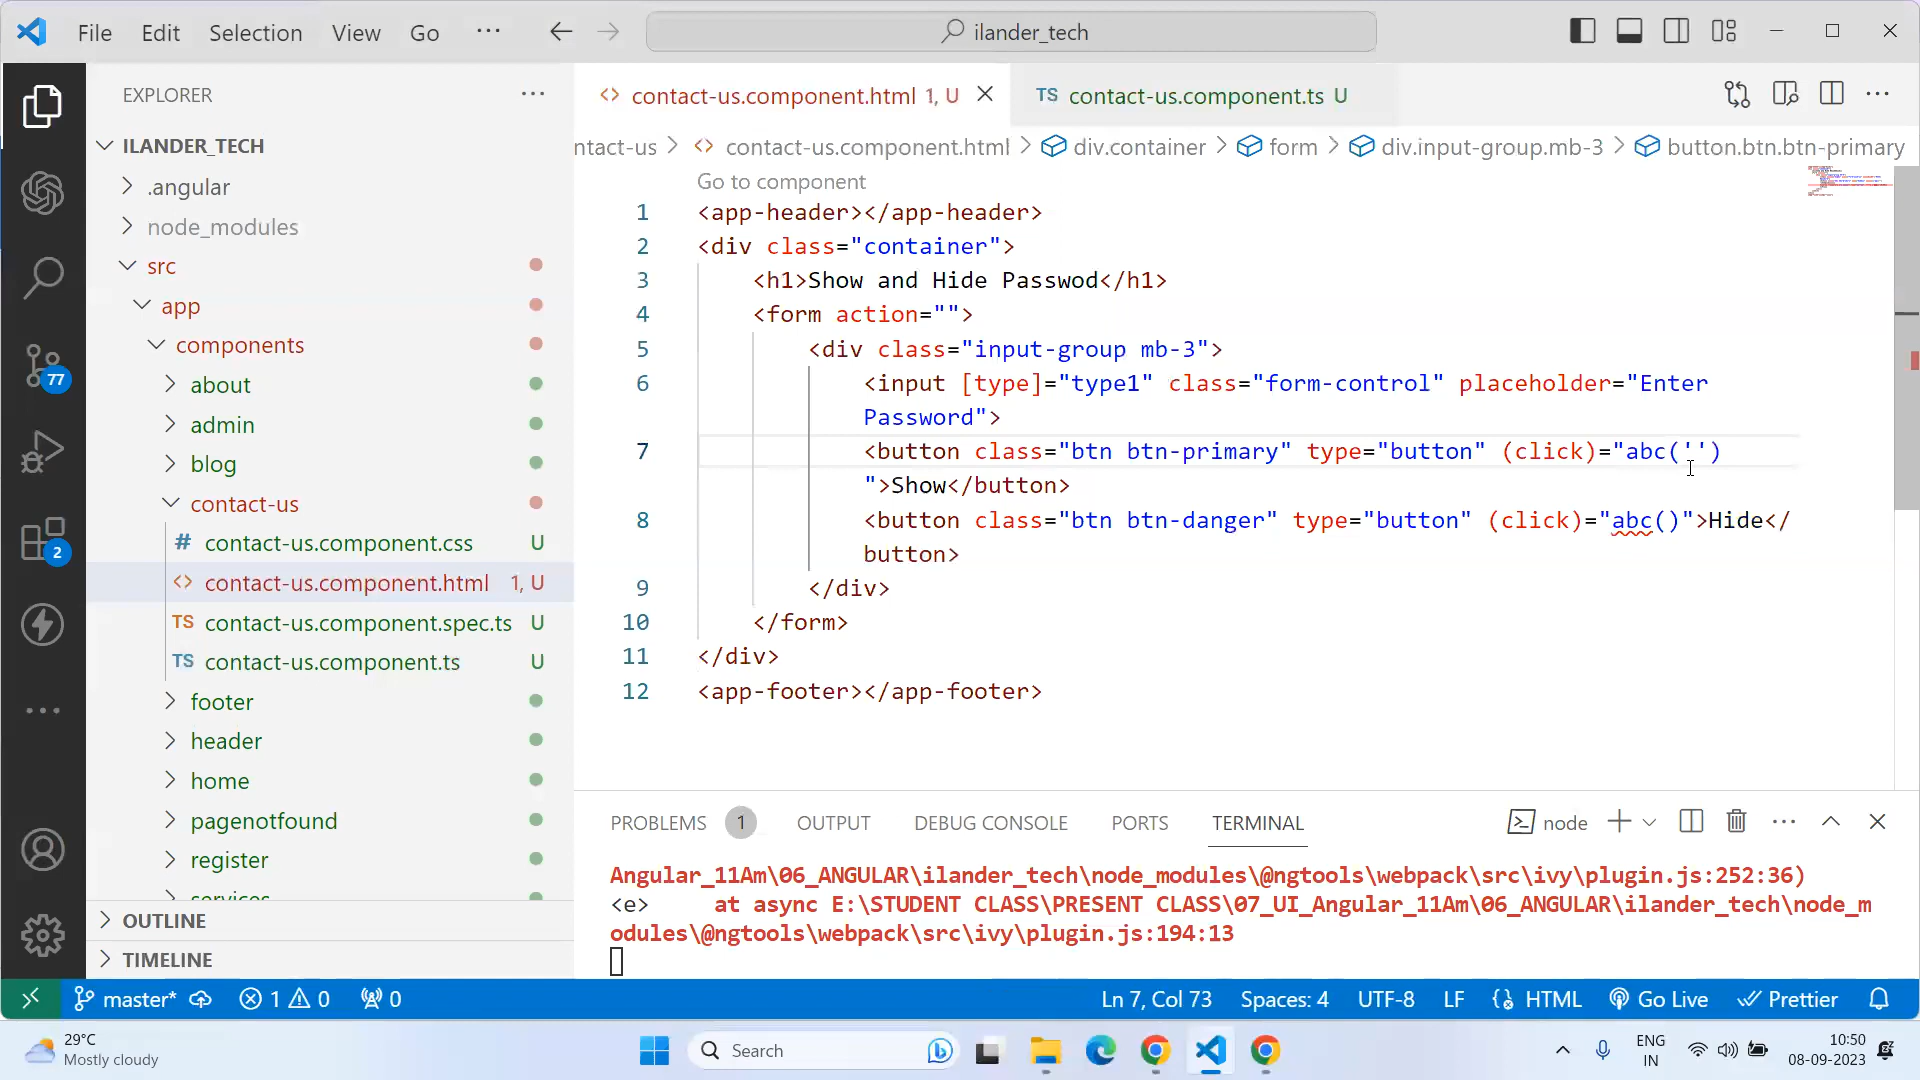 File Edit Selection View Go ··· ilander_tech
EXPLORER ···
ILANDER_TECH
.angular
node_modules
src
app
components
about
admin
blog
contact-us
# contact-us.component.css U
<> contact-us.component.html 1, U
TS contact-us.component.spec.ts U
TS contact-us.component.ts U
footer
header
home
pagenotfound
register
services
OUTLINE
TIMELINE
77
2
<> contact-us.component.html 1, U
TS contact-us.component.ts U
ntact-us > <> contact-us.component.html > div.container > form > div.input-group.mb-3 > button.btn.btn-primary
Go to component
1 <app-header></app-header>
2 <div class="container">
3 <h1>Show and Hide Passwod</h1>
4 <form action="">
5 <div class="input-group mb-3">
6 <input [type]="type1" class="form-control" placeholder="Enter
Password">
7 <button class="btn btn-primary" type="button" (click)="abc('')
">Show</button>
8 <button class="btn btn-danger" type="button" (click)="abc()">Hide</
button>
9 </div>
10 </form>
11 </div>
12 <app-footer></app-footer>
PROBLEMS 1 OUTPUT DEBUG CONSOLE PORTS TERMINAL node
Angular_11Am\06_ANGULAR\ilander_tech\node_modules\@ngtools\webpack\src\ivy\plugin.js:252:36)
<e> at async E:\STUDENT CLASS\PRESENT CLASS\07_UI_Angular_11Am\06_ANGULAR\ilander_tech\node_m
odules\@ngtools\webpack\src\ivy\plugin.js:194:13
master* 1 0 0 Ln 7, Col 73 Spaces: 4 UTF-8 LF HTML Go Live Prettier
29°C
Mostly cloudy
Search
ENG
IN
10:50
08-09-2023